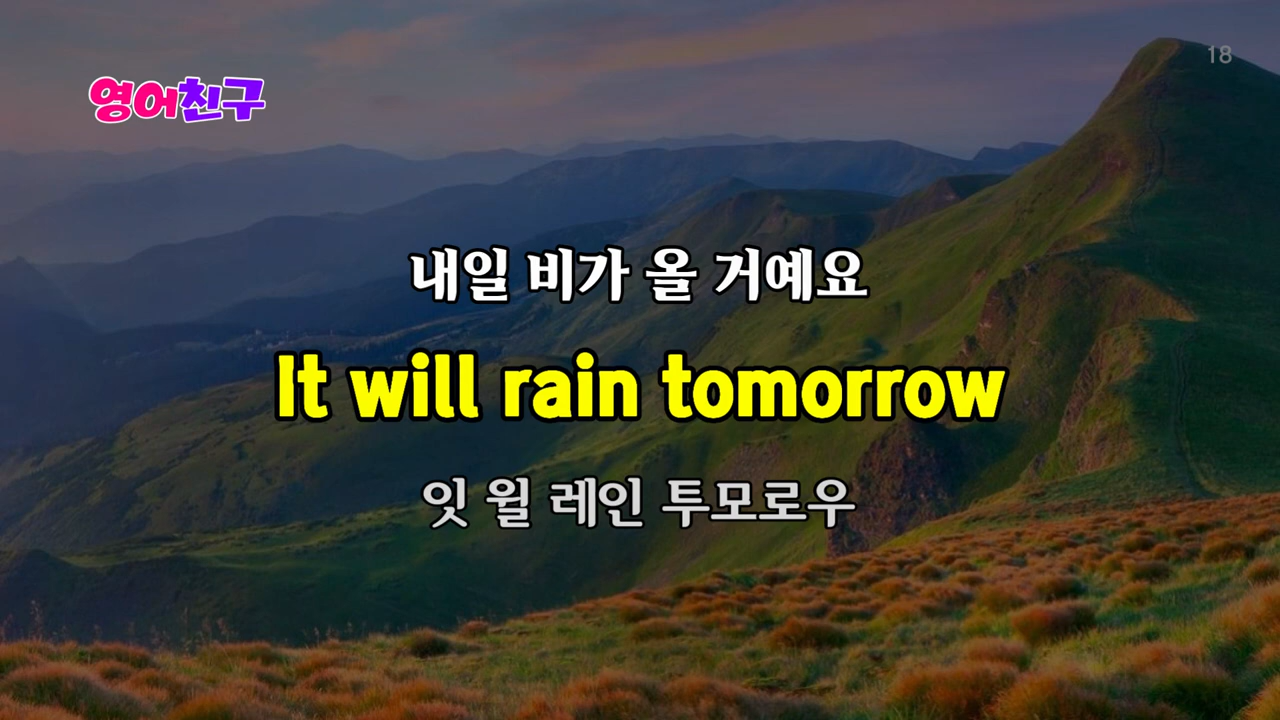 18
영어친구
내일 비가 올 거예요
It will rain tomorrow
잇 윌 레인 투모로우